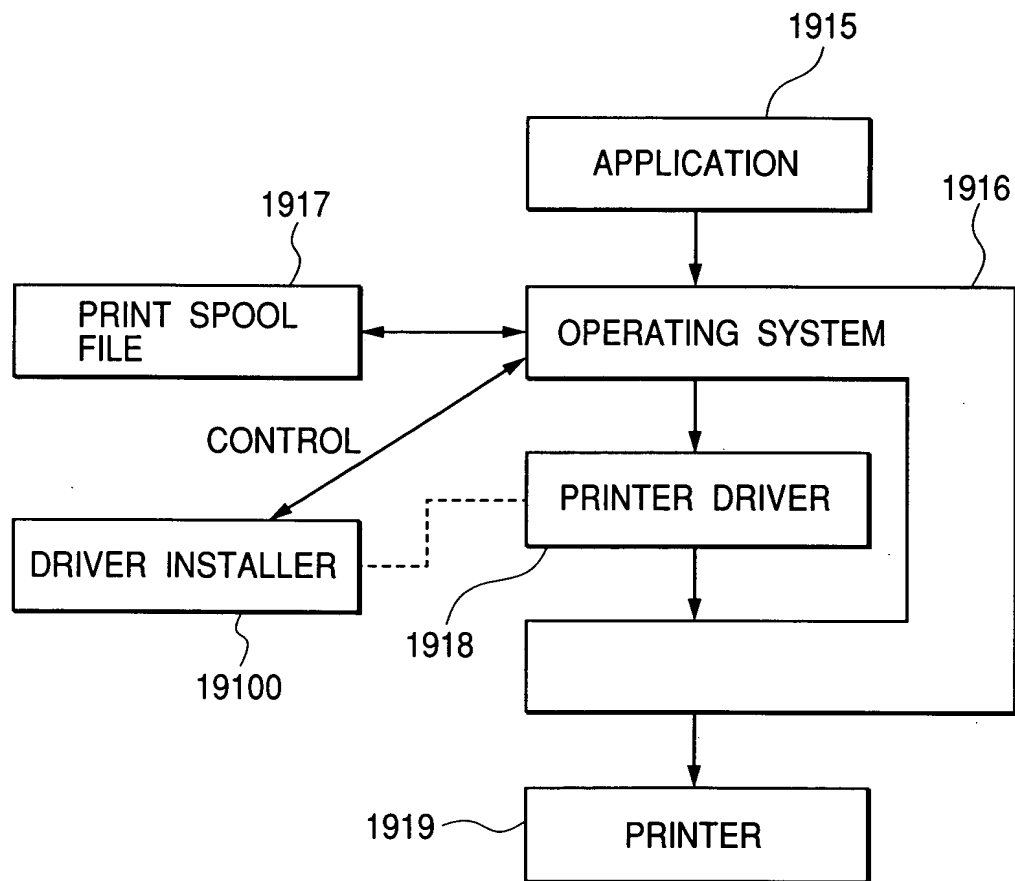 1915
APPLICATION
1916
1917
PRINT SPOOL
FILE
OPERATING SYSTEM
CONTROL
PRINTER DRIVER
DRIVER INSTALLER
1918
19100
1919
PRINTER